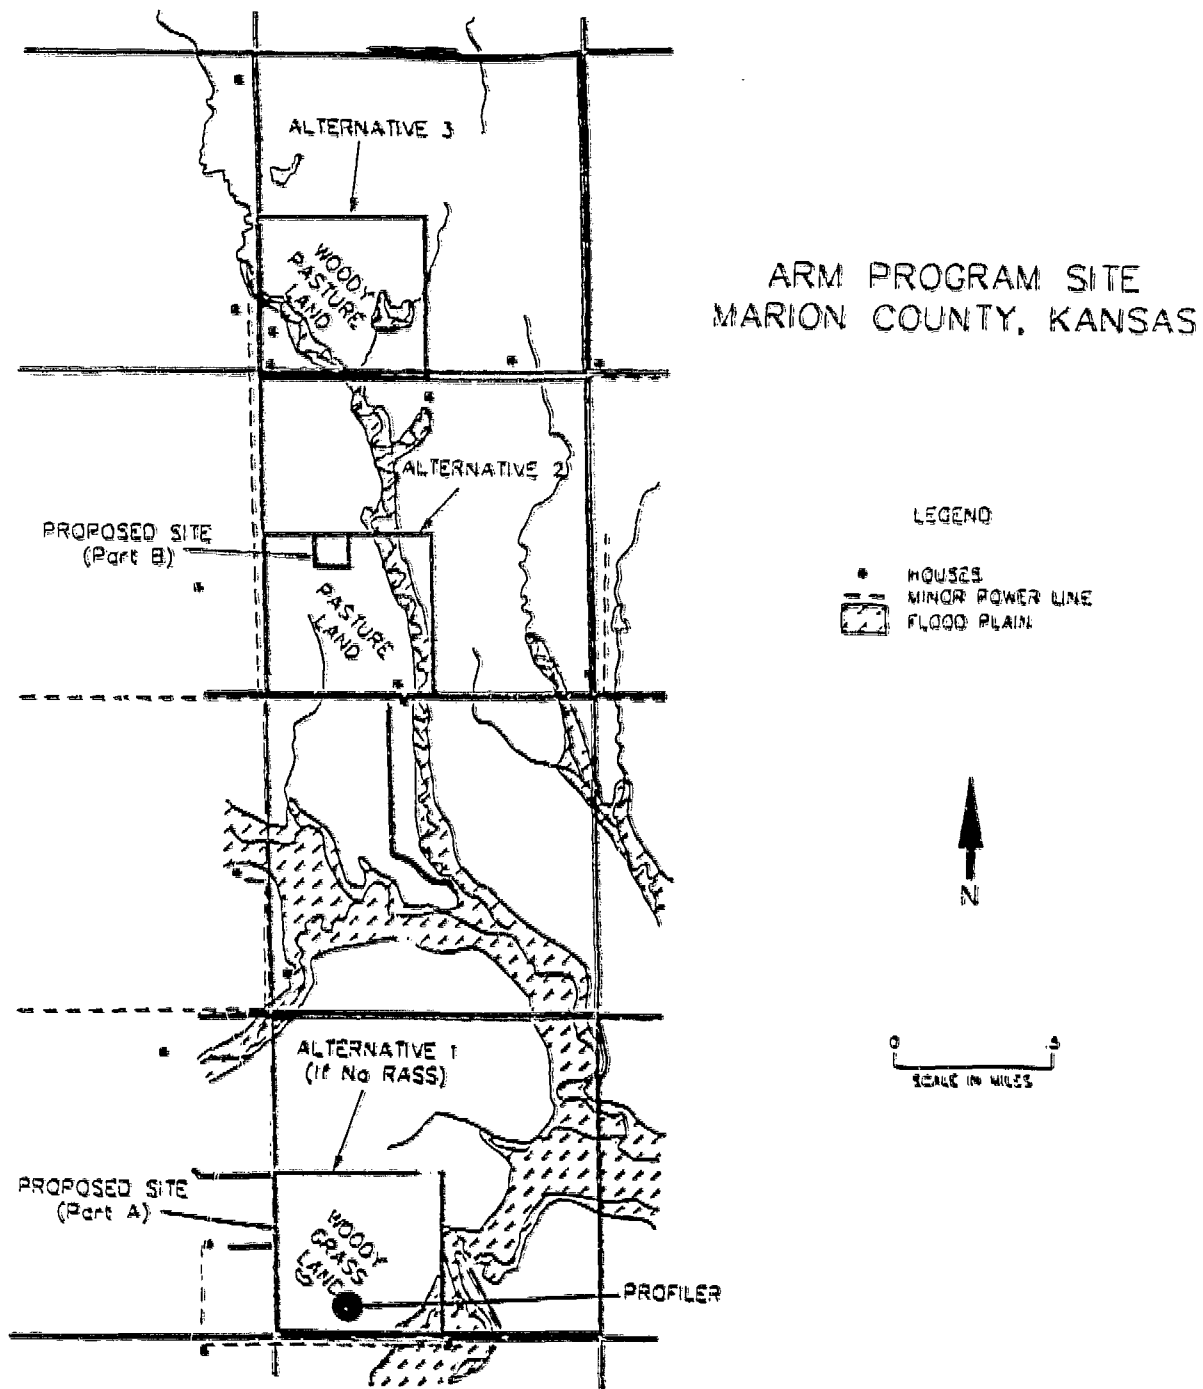 ALTERNATIVE 3
WOODY
PASTURE
LAND
ARM PROGRAM SITE
MARION COUNTY, KANSAS
ALTERNATIVE 2
PROPOSED SITE
(Part B)
PASTURE
LAND
LEGEND
HOUSES
MINOR POWER LINE
FLOOD PLAIN
N
0 .5
SCALE IN MILES
ALTERNATIVE 1
(If No RASS)
PROPOSED SITE
(Part A)
WOODY
GRASS
LAND
PROFILER